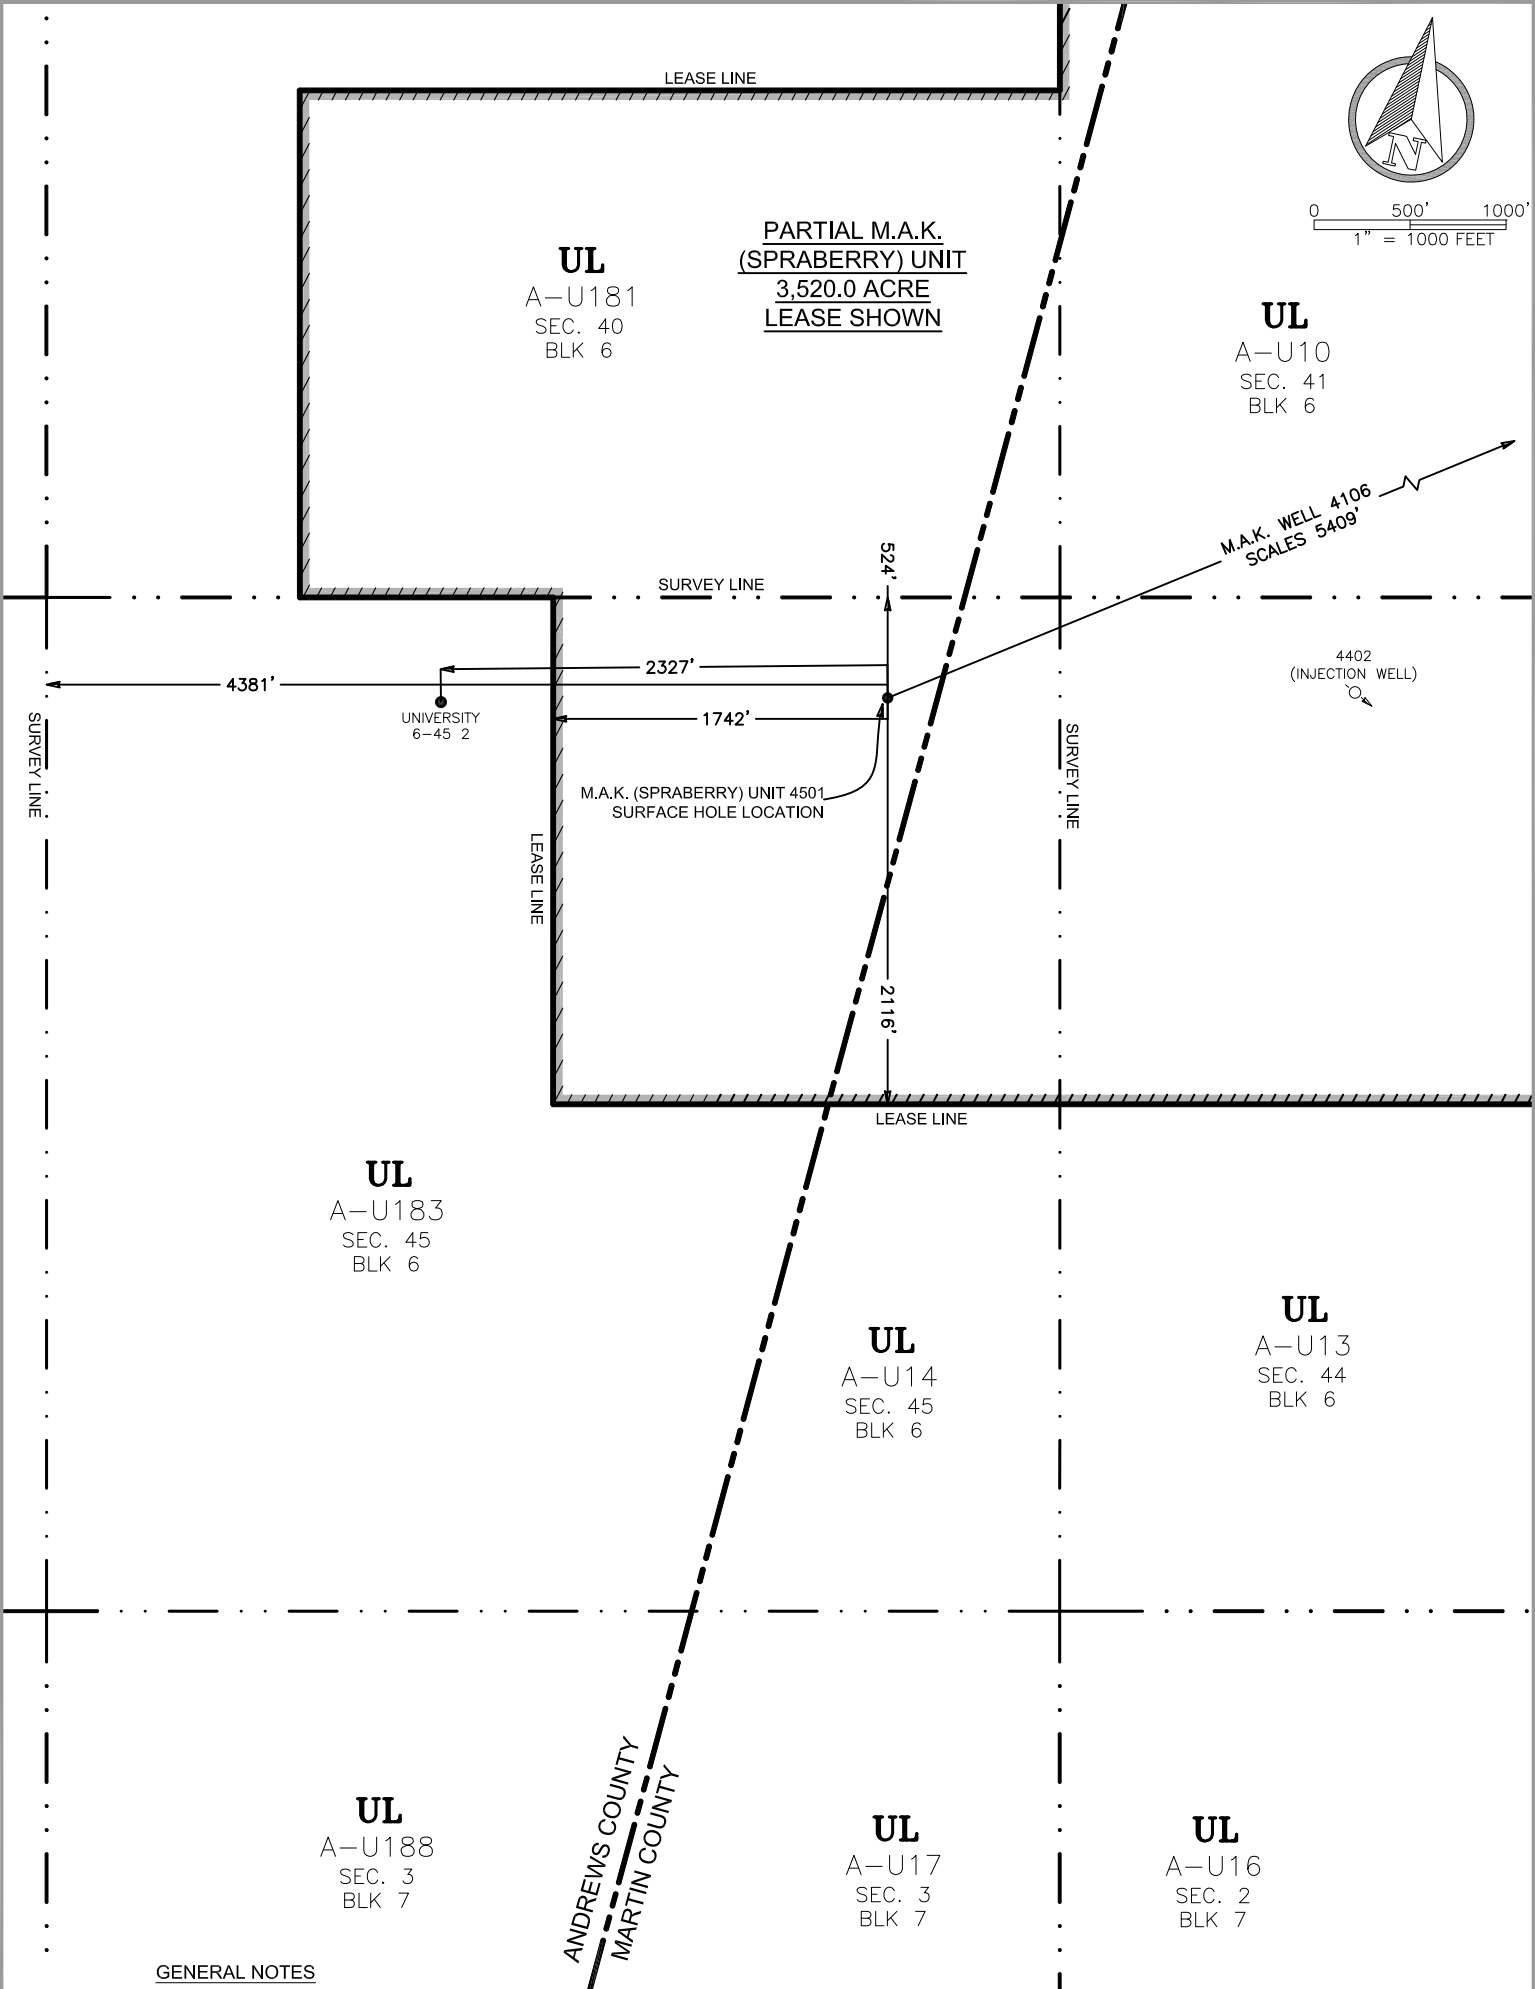 LEASE LINE
N
0 500' 1000'
1" = 1000 FEET
PARTIAL M.A.K.
(SPRABERRY) UNIT
3,520.0 ACRE
LEASE SHOWN
UL
A-U181
SEC. 40
BLK 6
UL
A-U10
SEC. 41
BLK 6
M.A.K. WELL 4106
SCALES 5409'
524'
SURVEY LINE
2327'
4381'
1742'
UNIVERSITY
6-45 2
4402
(INJECTION WELL)
SURVEY LINE
SURVEY LINE
M.A.K. (SPRABERRY) UNIT 4501
SURFACE HOLE LOCATION
LEASE LINE
2116'
LEASE LINE
UL
A-U183
SEC. 45
BLK 6
UL
A-U14
SEC. 45
BLK 6
UL
A-U13
SEC. 44
BLK 6
ANDREWS COUNTY
MARTIN COUNTY
UL
A-U188
SEC. 3
BLK 7
UL
A-U17
SEC. 3
BLK 7
UL
A-U16
SEC. 2
BLK 7
GENERAL NOTES